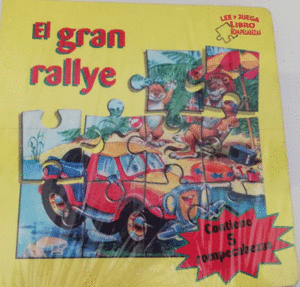 El gran
rallye
LEE Y JUEGA
LIBRO
ROMPECABEZAS
Contiene
5
rompecabezas